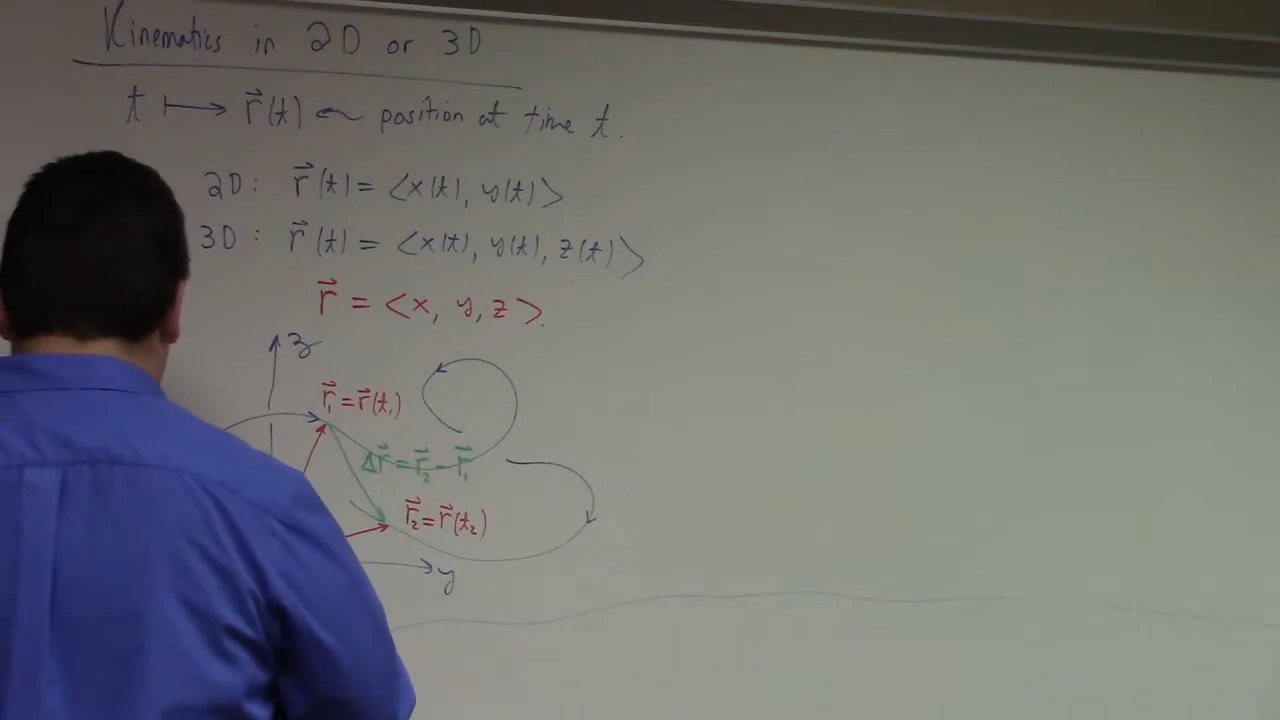 Kinematics in 2D or 3D
t ↦ r⃗(t) ← position at time t.
2D: r⃗(t) = <x(t), y(t)>
3D: r⃗(t) = <x(t), y(t), z(t)>
r⃗ = <x, y, z>.
z
r⃗₁ = r⃗(t₁)
Δr⃗ = r⃗₂ - r⃗₁
r⃗₂ = r⃗(t₂)
y